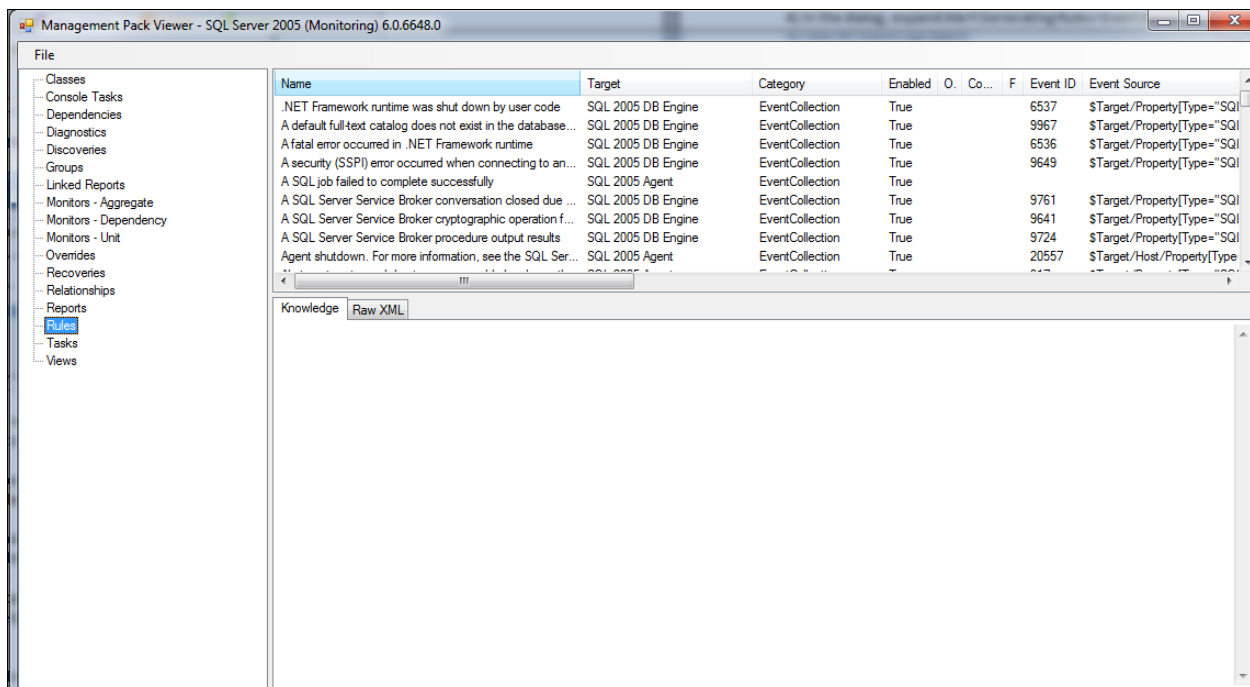 Management Pack Viewer - SQL Server 2005 (Monitoring) 6.0.6648.0
File
Classes
Console Tasks
Dependencies
Diagnostics
Discoveries
Groups
Linked Reports
Monitors - Aggregate
Monitors - Dependency
Monitors - Unit
Overrides
Recoveries
Relationships
Reports
Rules
Tasks
Views
Name Target Category Enabled O. Co... F Event ID Event Source
.NET Framework runtime was shut down by user code SQL 2005 DB Engine EventCollection True 6537 $Target/Property[Type="SQl
A default full-text catalog does not exist in the database... SQL 2005 DB Engine EventCollection True 9967 $Target/Property[Type="SQl
A fatal error occurred in .NET Framework runtime SQL 2005 DB Engine EventCollection True 6536 $Target/Property[Type="SQl
A security (SSPI) error occurred when connecting to an... SQL 2005 DB Engine EventCollection True 9649 $Target/Property[Type="SQl
A SQL job failed to complete successfully SQL 2005 Agent EventCollection True
A SQL Server Service Broker conversation closed due ... SQL 2005 DB Engine EventCollection True 9761 $Target/Property[Type="SQl
A SQL Server Service Broker cryptographic operation f... SQL 2005 DB Engine EventCollection True 9641 $Target/Property[Type="SQl
A SQL Server Service Broker procedure output results SQL 2005 DB Engine EventCollection True 9724 $Target/Property[Type="SQl
Agent shutdown. For more information, see the SQL Ser... SQL 2005 Agent EventCollection True 20557 $Target/Host/Property[Type
Knowledge Raw XML